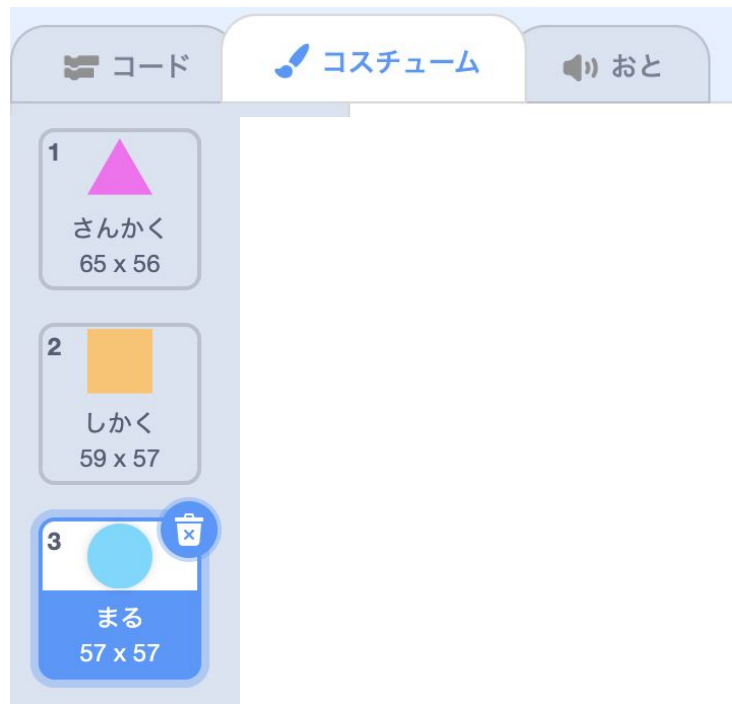 コード コスチューム おと
1
さんかく
65 x 56
2
しかく
59 x 57
3
まる
57 x 57